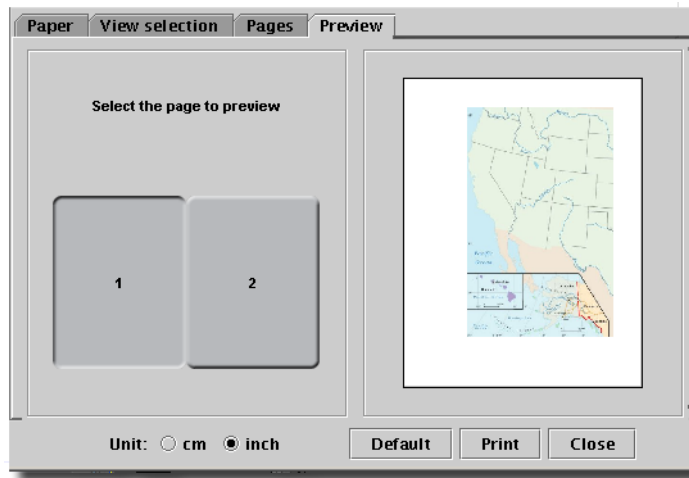 Paper View selection Pages Preview
Select the page to preview
1 2
Unit: cm inch Default Print Close